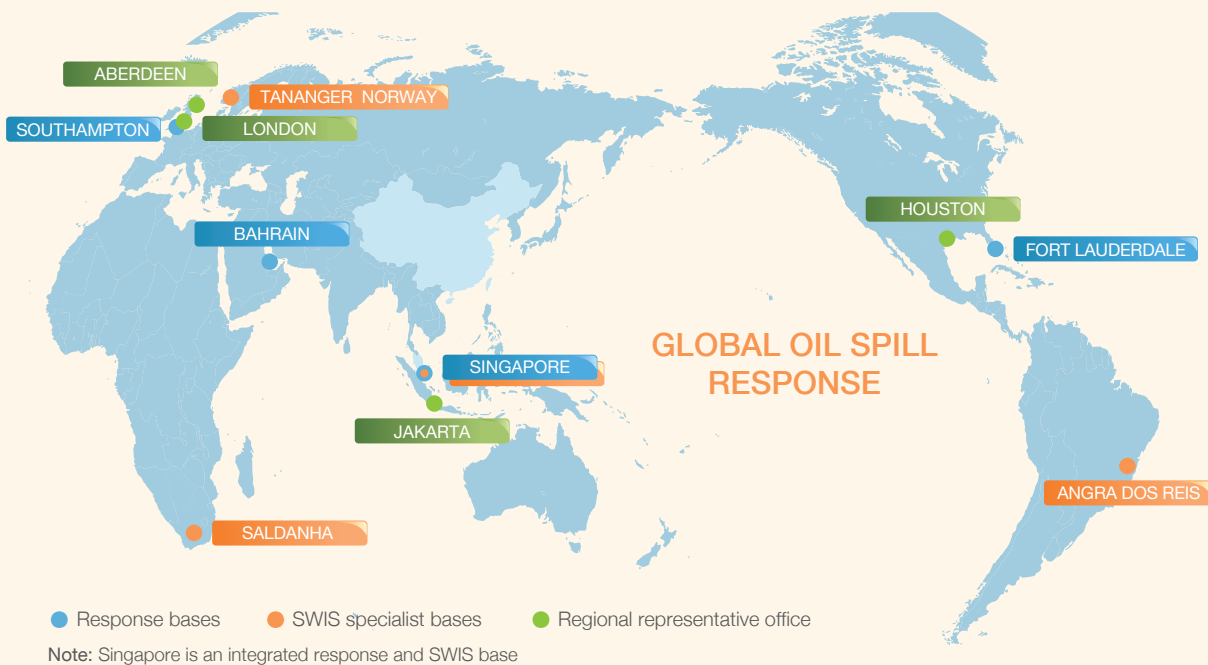 ABERDEEN
TANANGER NORWAY
SOUTHAMPTON
LONDON
HOUSTON
BAHRAIN
FORT LAUDERDALE
GLOBAL OIL SPILL
RESPONSE
SINGAPORE
JAKARTA
ANGRA DOS REIS
SALDANHA
Response bases
SWIS specialist bases
Regional representative office
Note: Singapore is an integrated response and SWIS base